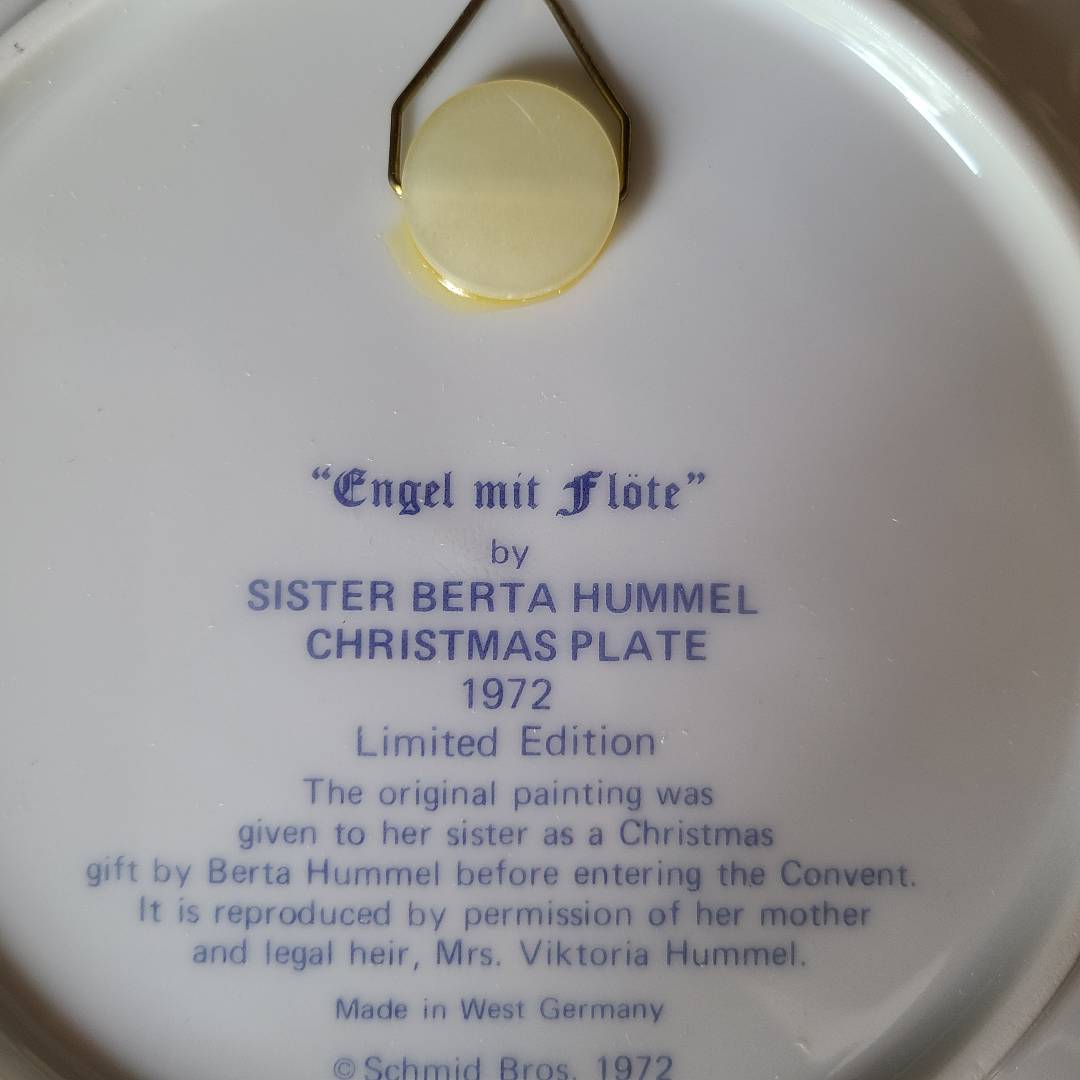 “Engel mit Flöte”
by
SISTER BERTA HUMMEL
CHRISTMAS PLATE
1972
Limited Edition
The original painting was
given to her sister as a Christmas
gift by Berta Hummel before entering the Convent.
It is reproduced by permission of her mother
and legal heir, Mrs. Viktoria Hummel.
Made in West Germany
© Schmid Bros. 1972